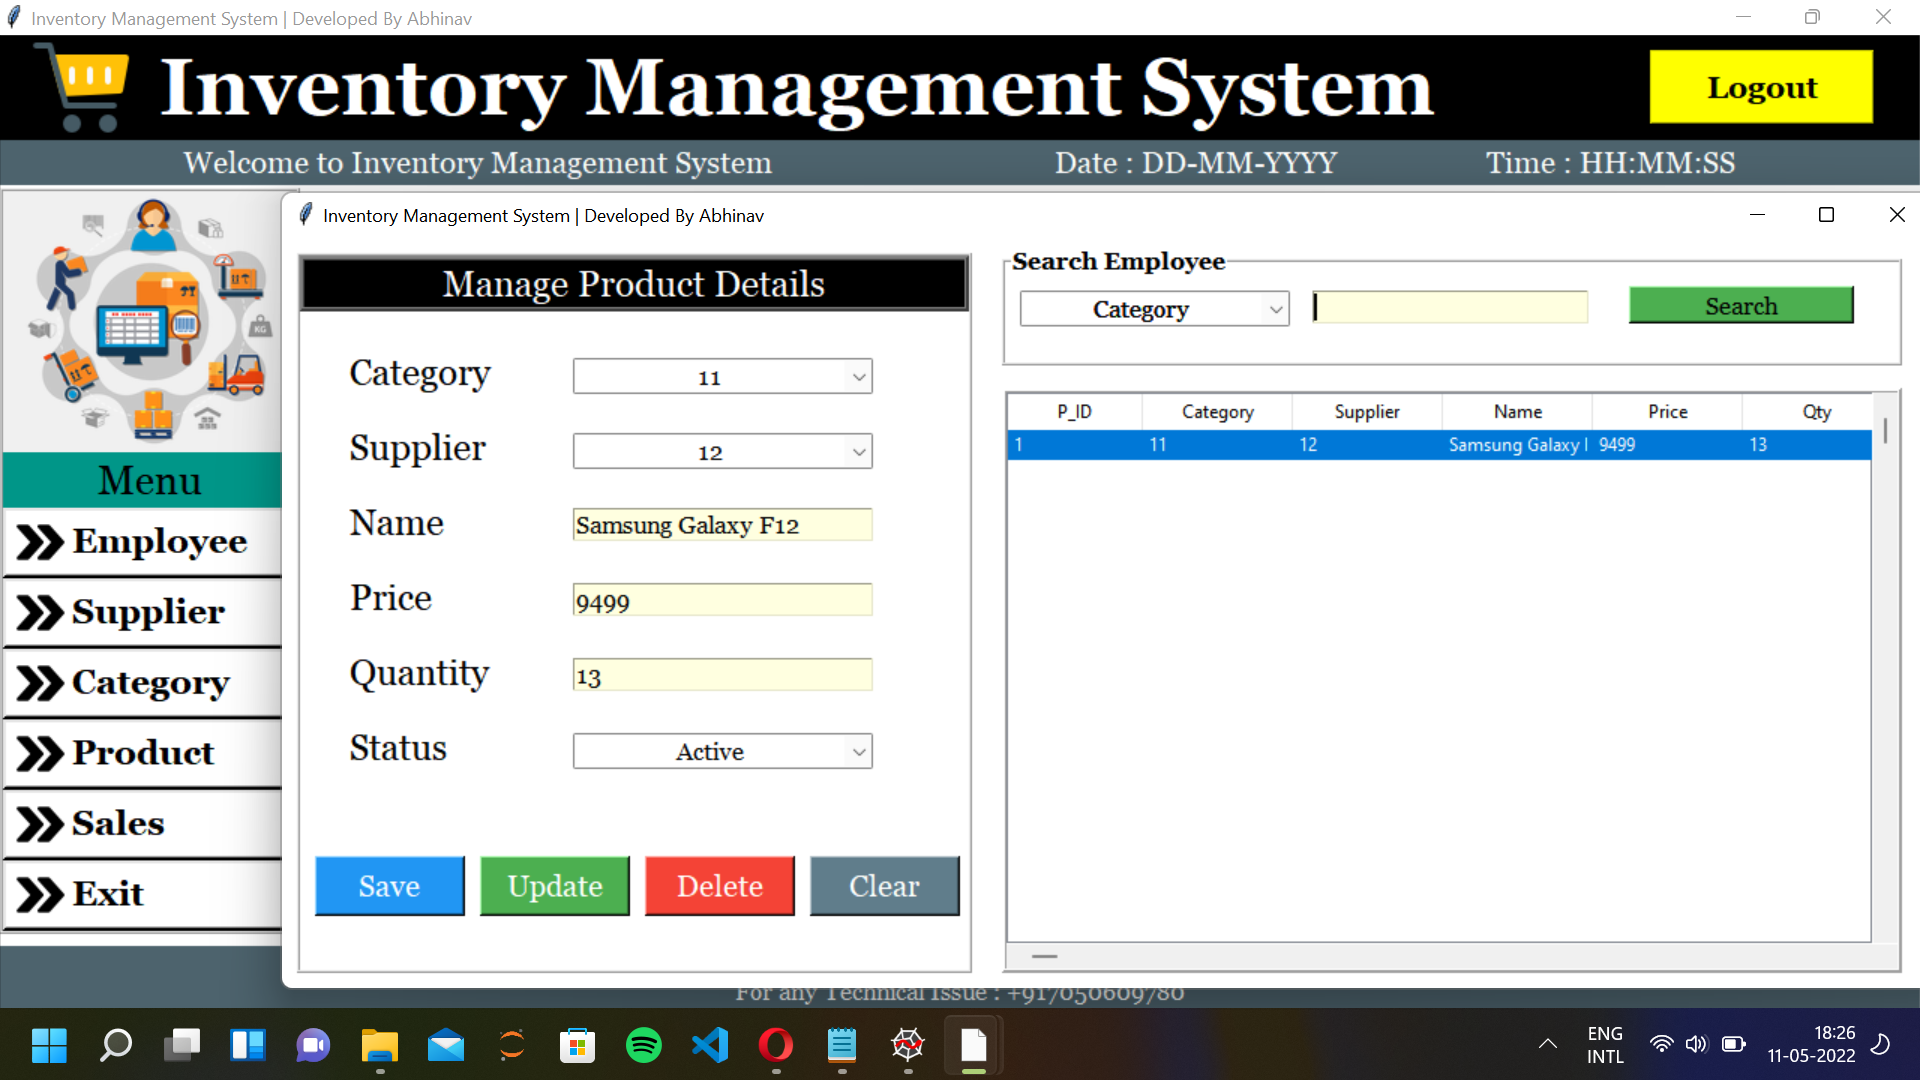 Inventory Management System | Developed By Abhinav
Inventory Management System
Logout
Welcome to Inventory Management System
Date : DD-MM-YYYY
Time : HH:MM:SS
Inventory Management System | Developed By Abhinav
Manage Product Details
Category
11
Supplier
12
Name
Samsung Galaxy F12
Price
9499
Quantity
13
Status
Active
Save
Update
Delete
Clear
Search Employee
Category
Search
P_ID Category Supplier Name Price Qty
1 11 12 Samsung Galaxy 9499 13
KG
Menu
Employee
Supplier
Category
Product
Sales
Exit
For any Technical Issue : +917050609780
ENG
INTL
18:26
11-05-2022